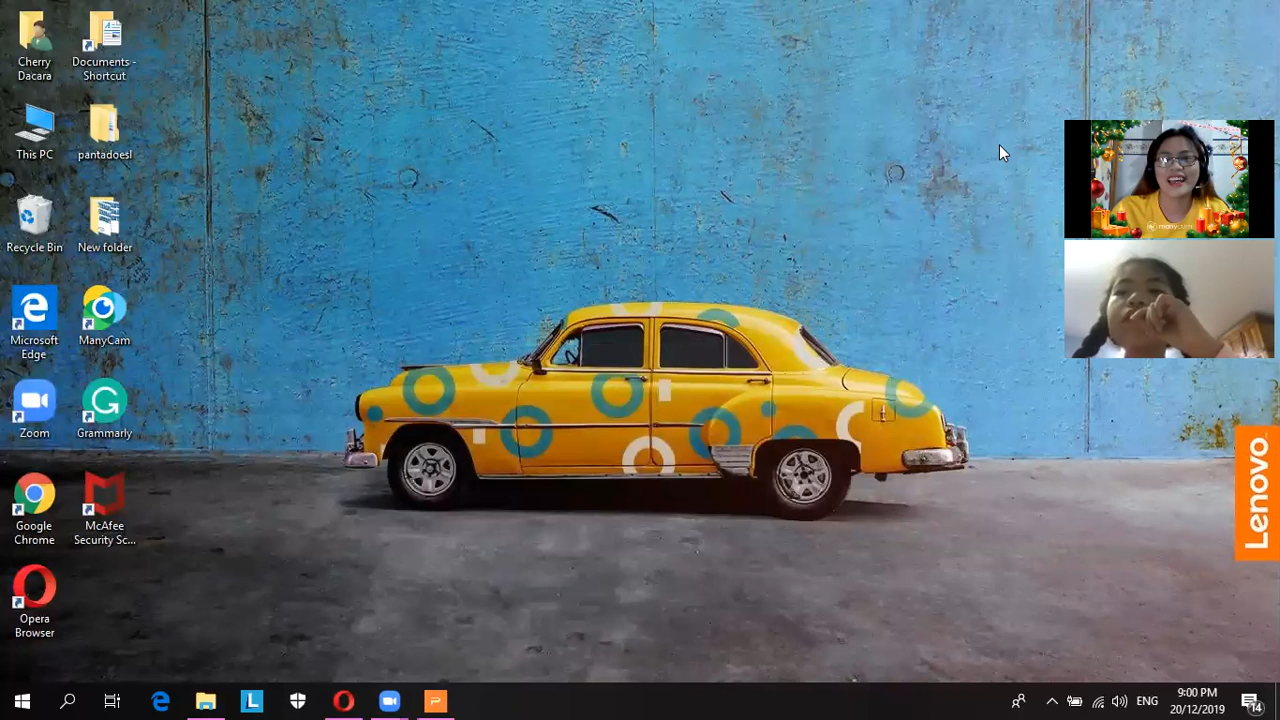 Cherry
Dacara
Documents -
Shortcut
This PC
pantadoesl
Recycle Bin
New folder
Microsoft
Edge
ManyCam
Zoom
Grammarly
Google
Chrome
McAfee
Security Sc...
Opera
Browser
manycam
Lenovo
L
P
ENG
9:00 PM
20/12/2019
14